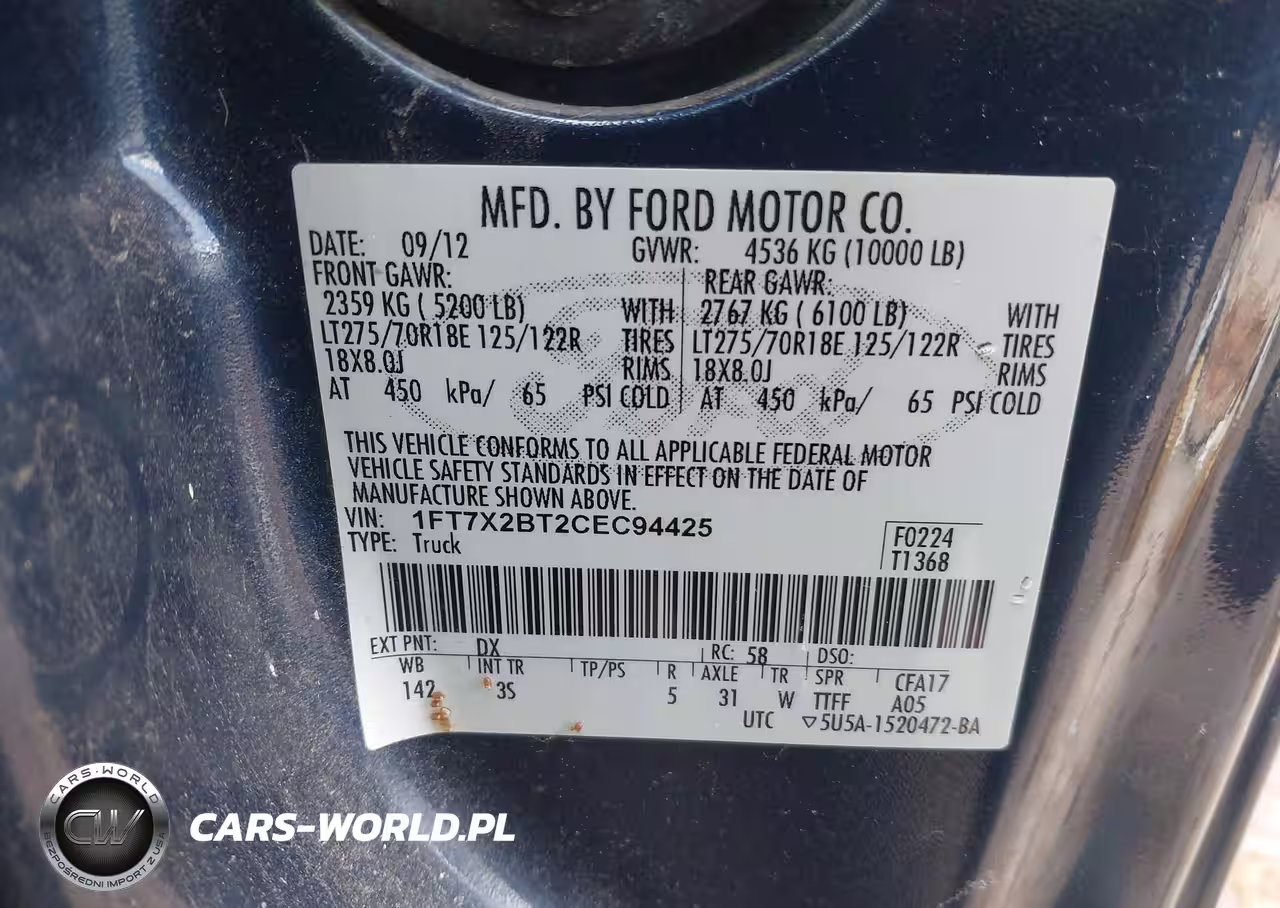 MFD. BY FORD MOTOR CO.
DATE: 09/12 GVWR: 4536 KG (10000 LB)
FRONT GAWR: REAR GAWR:
2359 KG ( 5200 LB) WITH 2767 KG ( 6100 LB) WITH
LT275/70R18E 125/122R TIRES LT275/70R18E 125/122R TIRES
18X8.0J RIMS 18X8.0J RIMS
AT 450 kPa/ 65 PSI COLD AT 450 kPa/ 65 PSI COLD
THIS VEHICLE CONFORMS TO ALL APPLICABLE FEDERAL MOTOR
VEHICLE SAFETY STANDARDS IN EFFECT ON THE DATE OF
MANUFACTURE SHOWN ABOVE.
VIN: 1FT7X2BT2CEC94425
TYPE: Truck
F0224
T1368
EXT PNT: DX RC: 58 DSO:
WB INT TR TP/PS R AXLE TR SPR CFA17
142 3S 5 31 W TTFF A05
UTC ▽5U5A-1520472-BA
CARS-WORLD
CW
BEZPOŚREDNI IMPORT Z USA
CARS-WORLD.PL